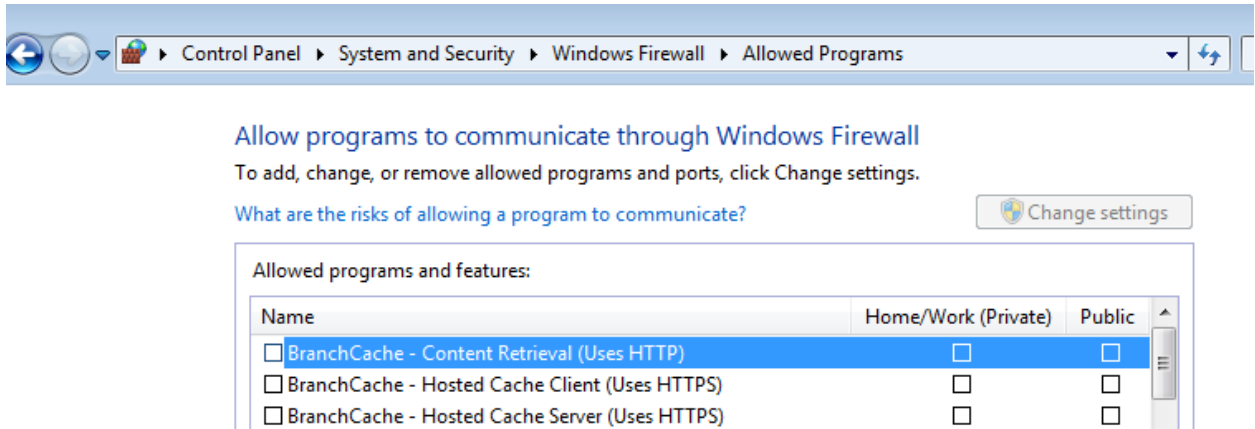 Control Panel ▸ System and Security ▸ Windows Firewall ▸ Allowed Programs
Allow programs to communicate through Windows Firewall
To add, change, or remove allowed programs and ports, click Change settings.
What are the risks of allowing a program to communicate? Change settings
Allowed programs and features:
Name Home/Work (Private) Public
BranchCache - Content Retrieval (Uses HTTP)
BranchCache - Hosted Cache Client (Uses HTTPS)
BranchCache - Hosted Cache Server (Uses HTTPS)